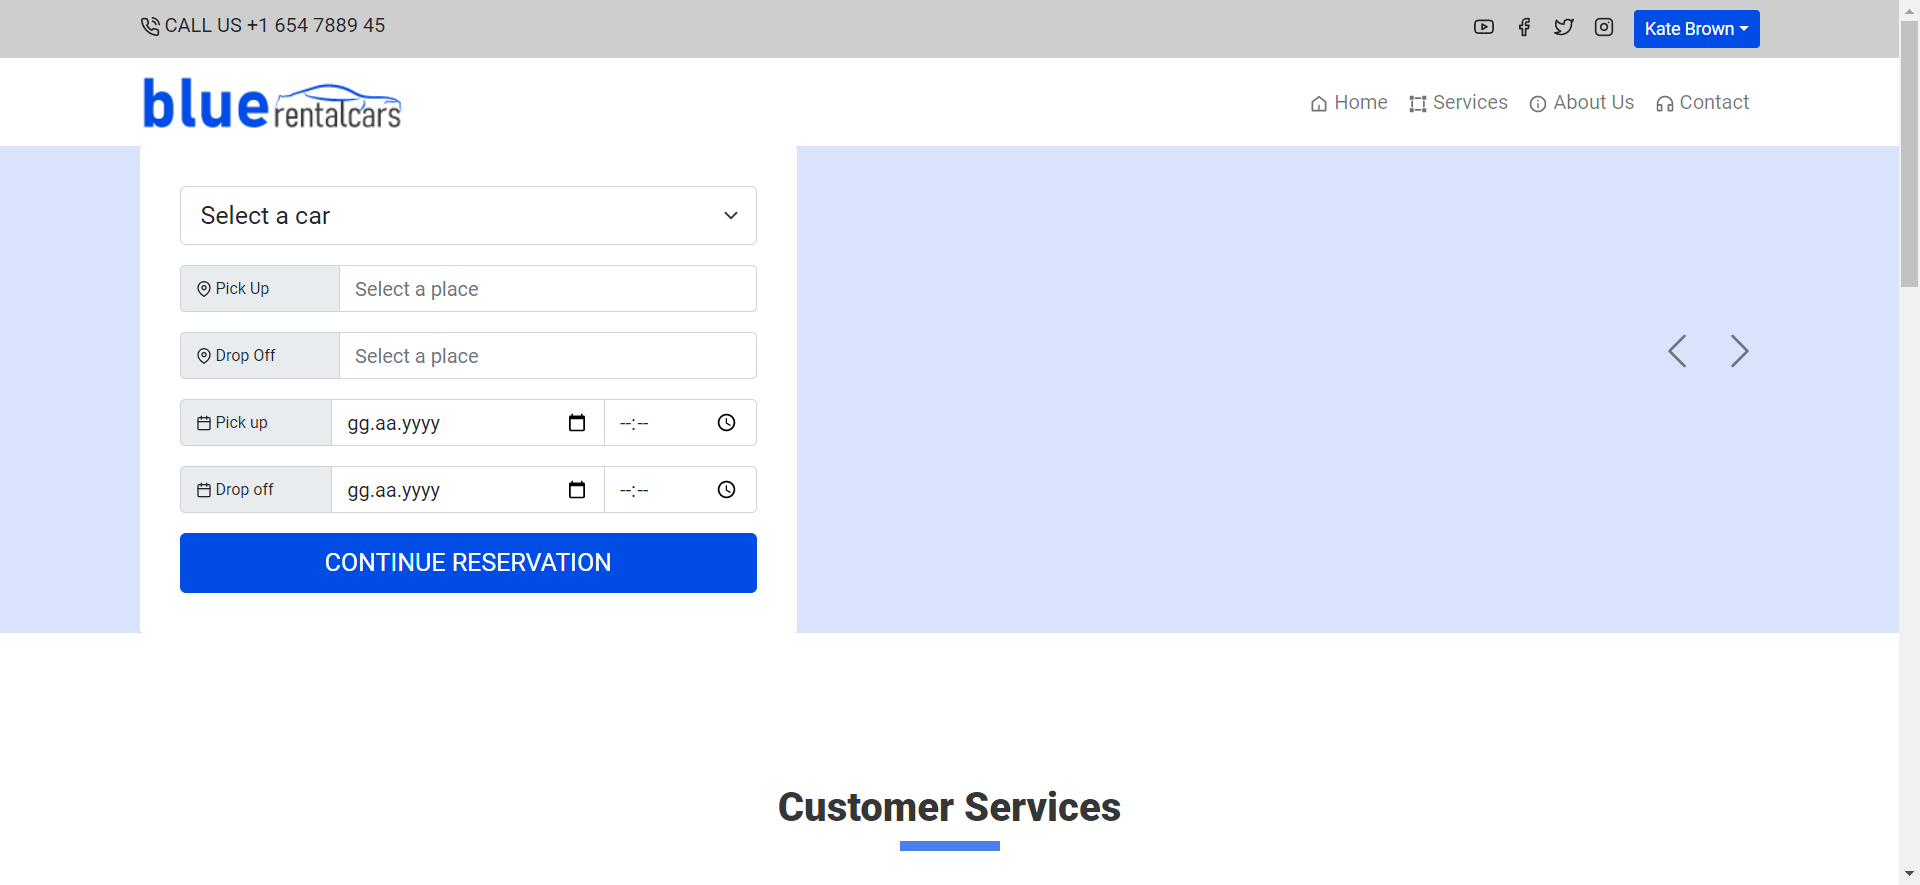 CALL US +1 654 7889 45
Kate Brown
blue rentalcars
Home Services About Us Contact
Select a car
Pick Up Select a place
Drop Off Select a place
Pick up gg.aa.yyyy --:--
Drop off gg.aa.yyyy --:--
CONTINUE RESERVATION
Customer Services